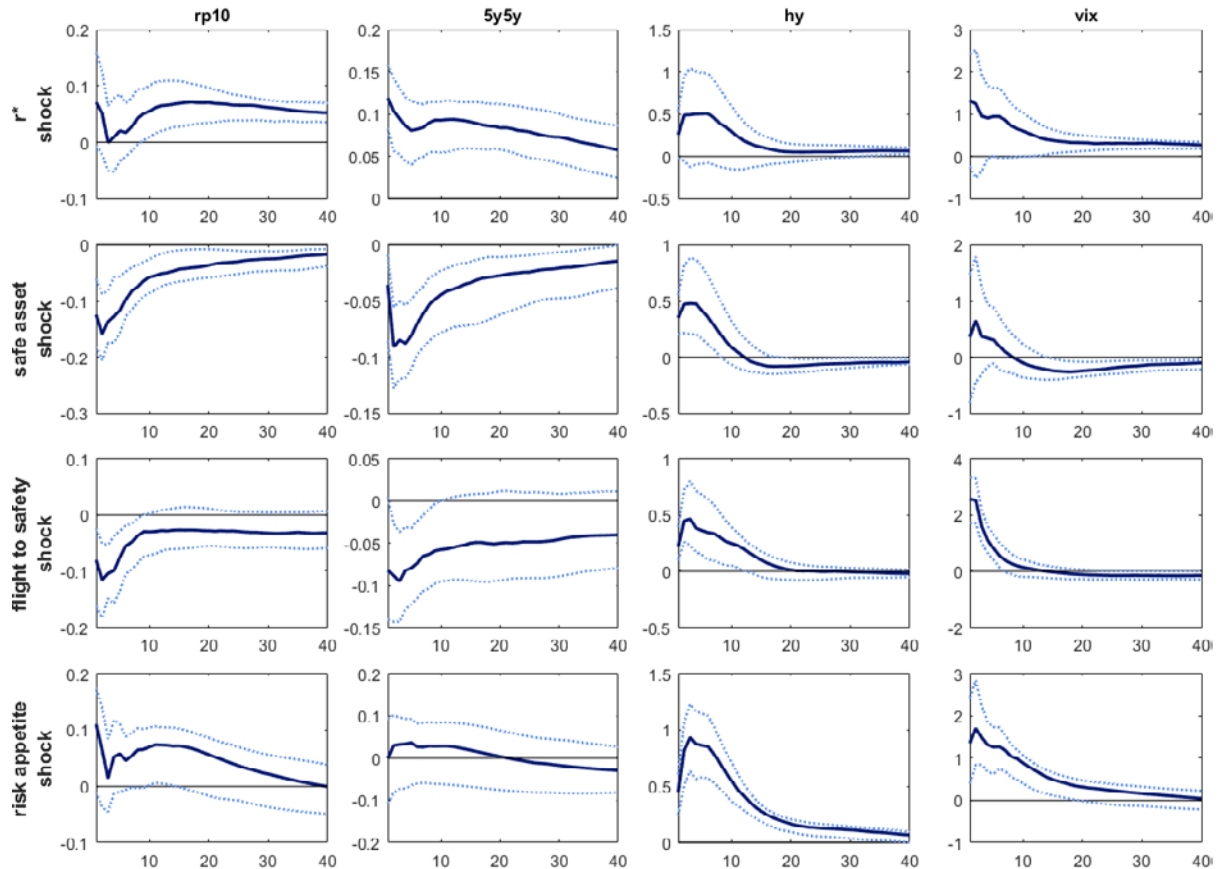 rp10 5y5y hy vix
r* shock
0.2 0.1 0 -0.1 10 20 30 40
0.2 0.15 0.1 0.05 0 10 20 30 40
1.5 1 0.5 0 -0.5 10 20 30 40
3 2 1 0 -1 10 20 30 40
safe asset shock
0 -0.1 -0.2 -0.3 10 20 30 40
0 -0.05 -0.1 -0.15 10 20 30 40
1 0.5 0 -0.5 10 20 30 40
2 1 0 -1 10 20 30 40
flight to safety shock
0.1 0 -0.1 -0.2 10 20 30 40
0.05 0 -0.05 -0.1 -0.15 10 20 30 40
1 0.5 0 -0.5 10 20 30 40
4 2 0 -2 10 20 30 40
risk appetite shock
0.2 0.1 0 -0.1 10 20 30 40
0.2 0.1 0 -0.1 -0.2 10 20 30 40
1.5 1 0.5 0 10 20 30 40
3 2 1 0 -1 10 20 30 40